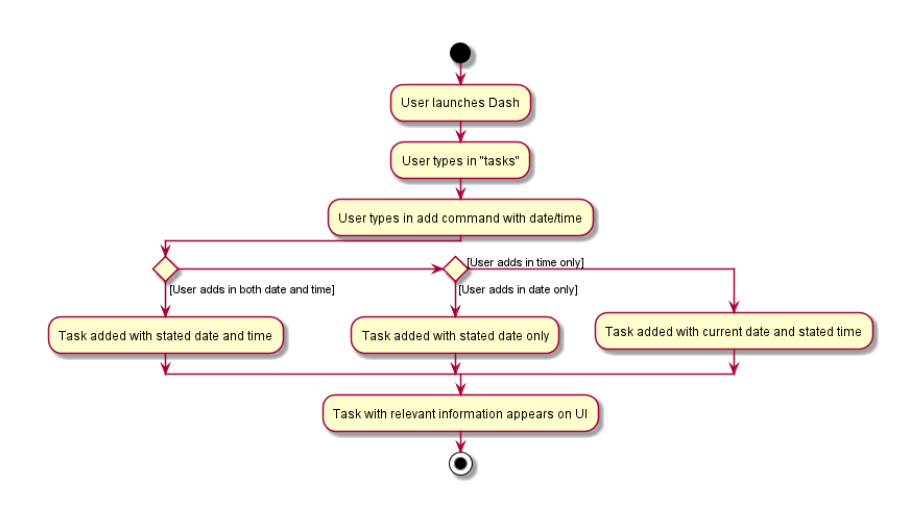 User launches Dash
User types in "tasks"
User types in add command with date/time
[User adds in time only]
[User adds in both date and time]
[User adds in date only]
Task added with stated date and time
Task added with stated date only
Task added with current date and stated time
Task with relevant information appears on UI